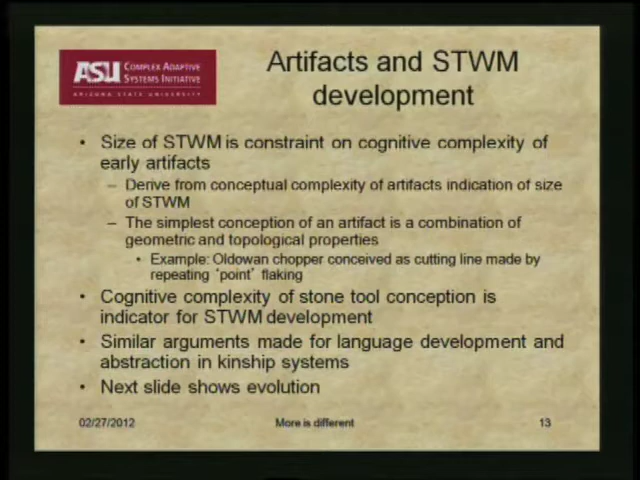 ASU COMPLEX ADAPTIVE
SYSTEMS INITIATIVE
ARIZONA STATE UNIVERSITY
Artifacts and STWM
development
• Size of STWM is constraint on cognitive complexity of
early artifacts
– Derive from conceptual complexity of artifacts indication of size
of STWM
– The simplest conception of an artifact is a combination of
geometric and topological properties
• Example: Oldowan chopper conceived as cutting line made by
repeating 'point' flaking
• Cognitive complexity of stone tool conception is
indicator for STWM development
• Similar arguments made for language development and
abstraction in kinship systems
• Next slide shows evolution
02/27/2012 More is different 13